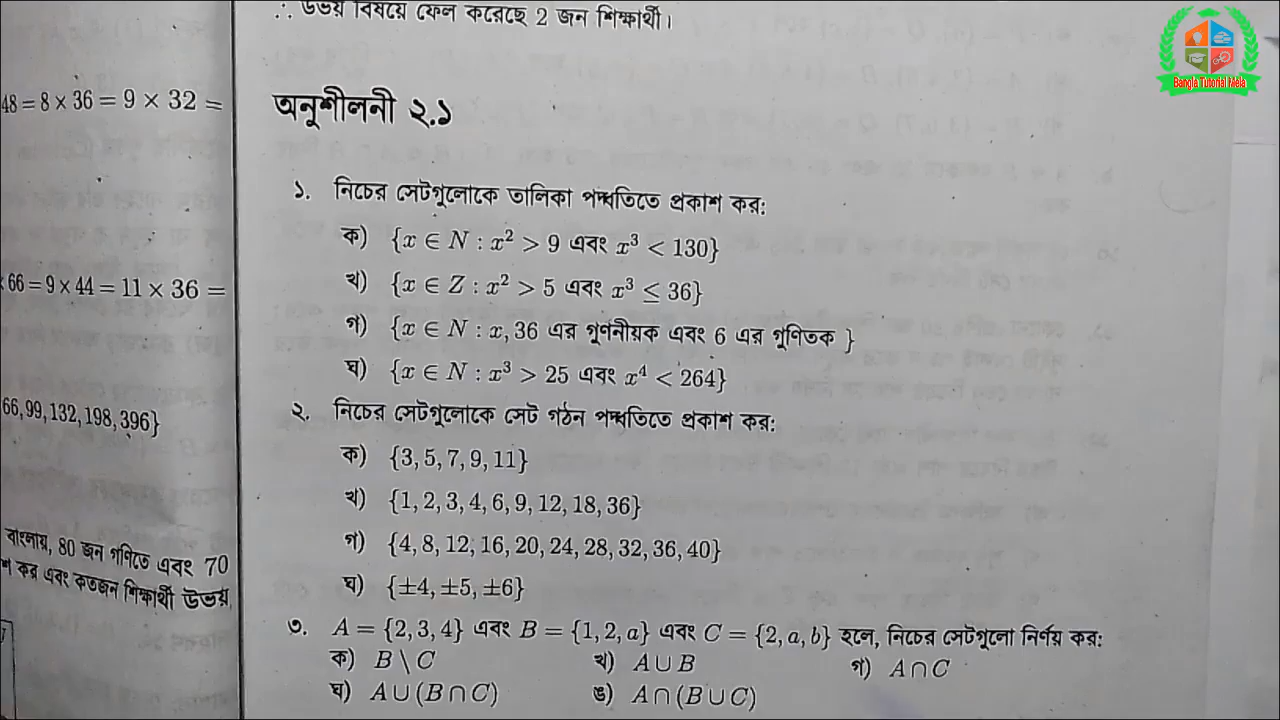 ∴ উভয় বিষয়ে ফেল করেছে 2 জন শিক্ষার্থী।
Bangla Tutorial Mela
48 = 8 × 36 = 9 × 32 =
অনুশীলনী ২.১
১. নিচের সেটগুলোকে তালিকা পদ্ধতিতে প্রকাশ কর:
ক) {x ∈ N : x² > 9 এবং x³ < 130}
খ) {x ∈ Z : x² > 5 এবং x³ ≤ 36}
× 66 = 9 × 44 = 11 × 36 =
গ) {x ∈ N : x, 36 এর গুণনীয়ক এবং 6 এর গুণিতক }
ঘ) {x ∈ N : x³ > 25 এবং x⁴ < 264}
66, 99, 132, 198, 396}
২. নিচের সেটগুলোকে সেট গঠন পদ্ধতিতে প্রকাশ কর:
ক) {3, 5, 7, 9, 11}
খ) {1, 2, 3, 4, 6, 9, 12, 18, 36}
গ) {4, 8, 12, 16, 20, 24, 28, 32, 36, 40}
বাংলায়, 80 জন গণিতে এবং 70
কর এবং কতজন শিক্ষার্থী উভয়
ঘ) {±4, ±5, ±6}
৩. A = {2, 3, 4} এবং B = {1, 2, a} এবং C = {2, a, b} হলে, নিচের সেটগুলো নির্ণয় কর:
ক) B \ C খ) A ∪ B গ) A ∩ C
ঘ) A ∪ (B ∩ C) ঙ) A ∩ (B ∪ C)